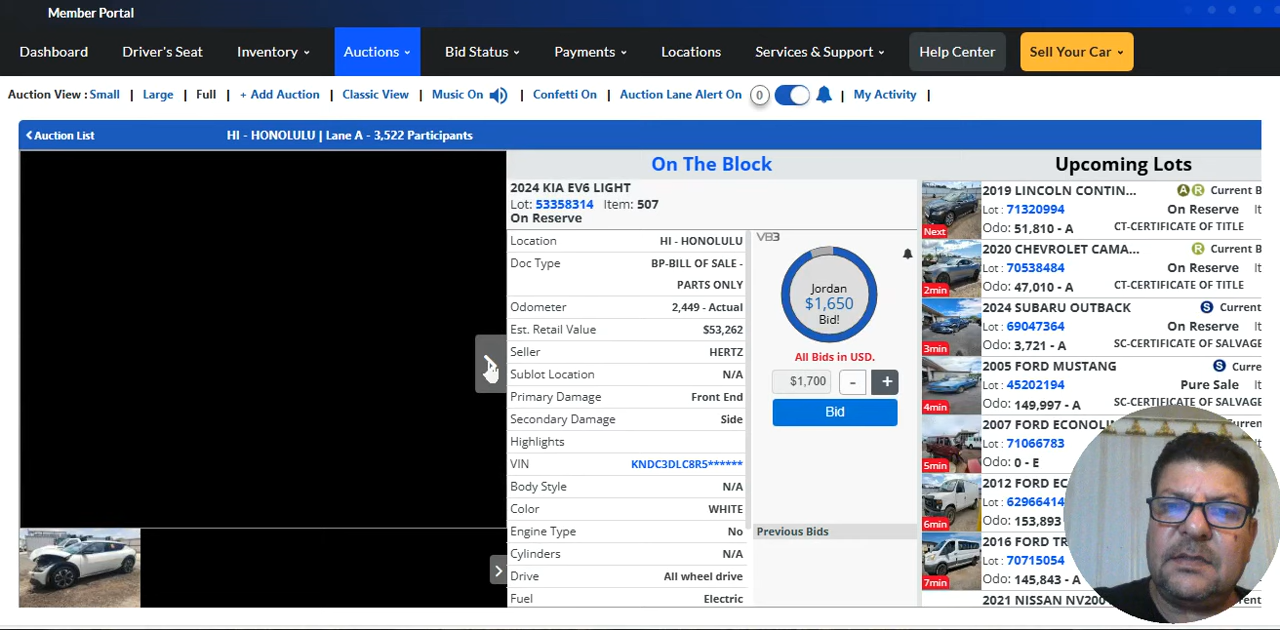 Member Portal
Dashboard Driver's Seat Inventory Auctions Bid Status Payments Locations Services & Support Help Center Sell Your Car
Auction View : Small | Large | Full | + Add Auction | Classic View | Music On | Confetti On | Auction Lane Alert On 0 | My Activity |
Auction List HI - HONOLULU | Lane A - 3,522 Participants
On The Block
2024 KIA EV6 LIGHT
Lot: 53358314 Item: 507
On Reserve
Location HI - HONOLULU
Doc Type BP-BILL OF SALE -
PARTS ONLY
Odometer 2,449 - Actual
Est. Retail Value $53,262
Seller HERTZ
Sublot Location N/A
Primary Damage Front End
Secondary Damage Side
Highlights
VIN KNDC3DLC8R5******
Body Style N/A
Color WHITE
Engine Type No
Cylinders N/A
Drive All wheel drive
Fuel Electric
VB3
Jordan
$1,650
Bid!
All Bids in USD.
$1,700 - +
Bid
Previous Bids
Upcoming Lots
2019 LINCOLN CONTIN... A R Current B
Lot : 71320994 On Reserve It
Next Odo: 51,810 - A CT-CERTIFICATE OF TITLE
2020 CHEVROLET CAMA... R Current B
Lot : 70538484 On Reserve It
2min Odo: 47,010 - A CT-CERTIFICATE OF TITLE
2024 SUBARU OUTBACK S Current
Lot : 69047364 On Reserve It
3min Odo: 3,721 - A SC-CERTIFICATE OF SALVAGE
2005 FORD MUSTANG S Curre
Lot : 45202194 Pure Sale It
4min Odo: 149,997 - A SC-CERTIFICATE OF SALVAGE
2007 FORD ECONOLI
Lot : 71066783
5min Odo: 0 - E
2012 FORD EC
Lot : 62966414
6min Odo: 153,893
2016 FORD TR
Lot : 70715054
7min Odo: 145,843 - A
2021 NISSAN NV200